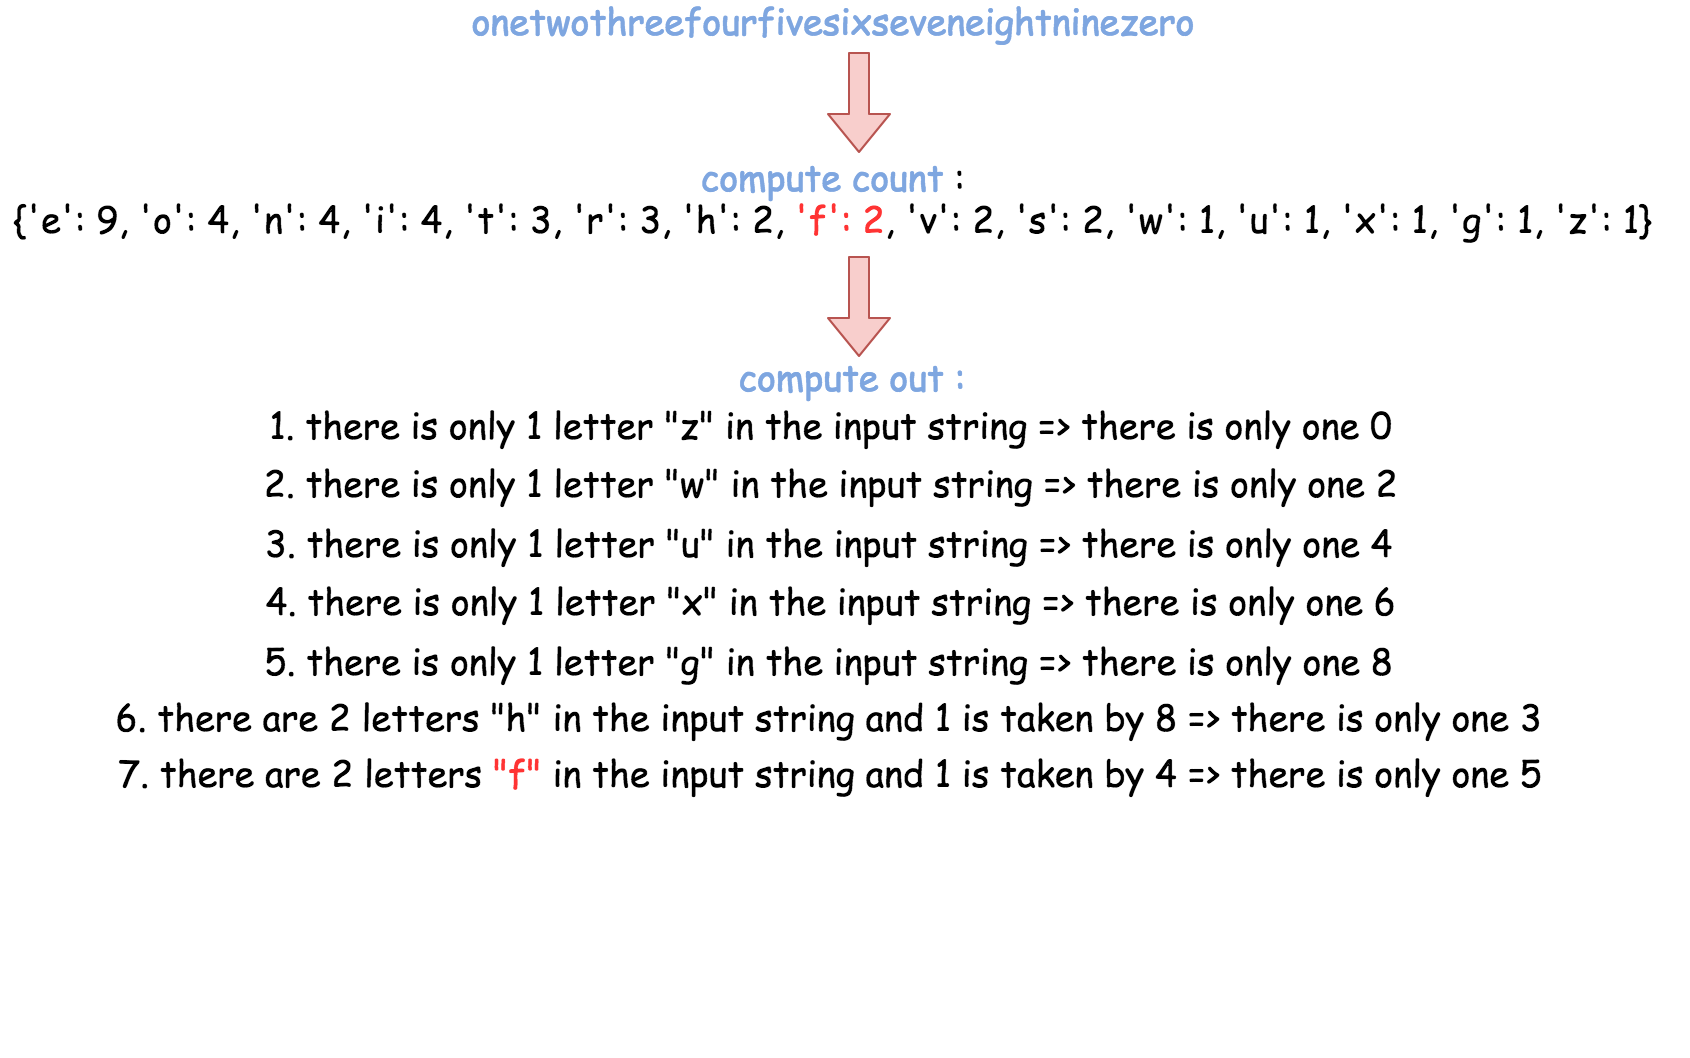 onetwothreefourfivesixseveneightninezero
compute count :
{'e': 9, 'o': 4, 'n': 4, 'i': 4, 't': 3, 'r': 3, 'h': 2, 'f': 2, 'v': 2, 's': 2, 'w': 1, 'u': 1, 'x': 1, 'g': 1, 'z': 1}
compute out :
1. there is only 1 letter "z" in the input string => there is only one 0
2. there is only 1 letter "w" in the input string => there is only one 2
3. there is only 1 letter "u" in the input string => there is only one 4
4. there is only 1 letter "x" in the input string => there is only one 6
5. there is only 1 letter "g" in the input string => there is only one 8
6. there are 2 letters "h" in the input string and 1 is taken by 8 => there is only one 3
7. there are 2 letters "f" in the input string and 1 is taken by 4 => there is only one 5